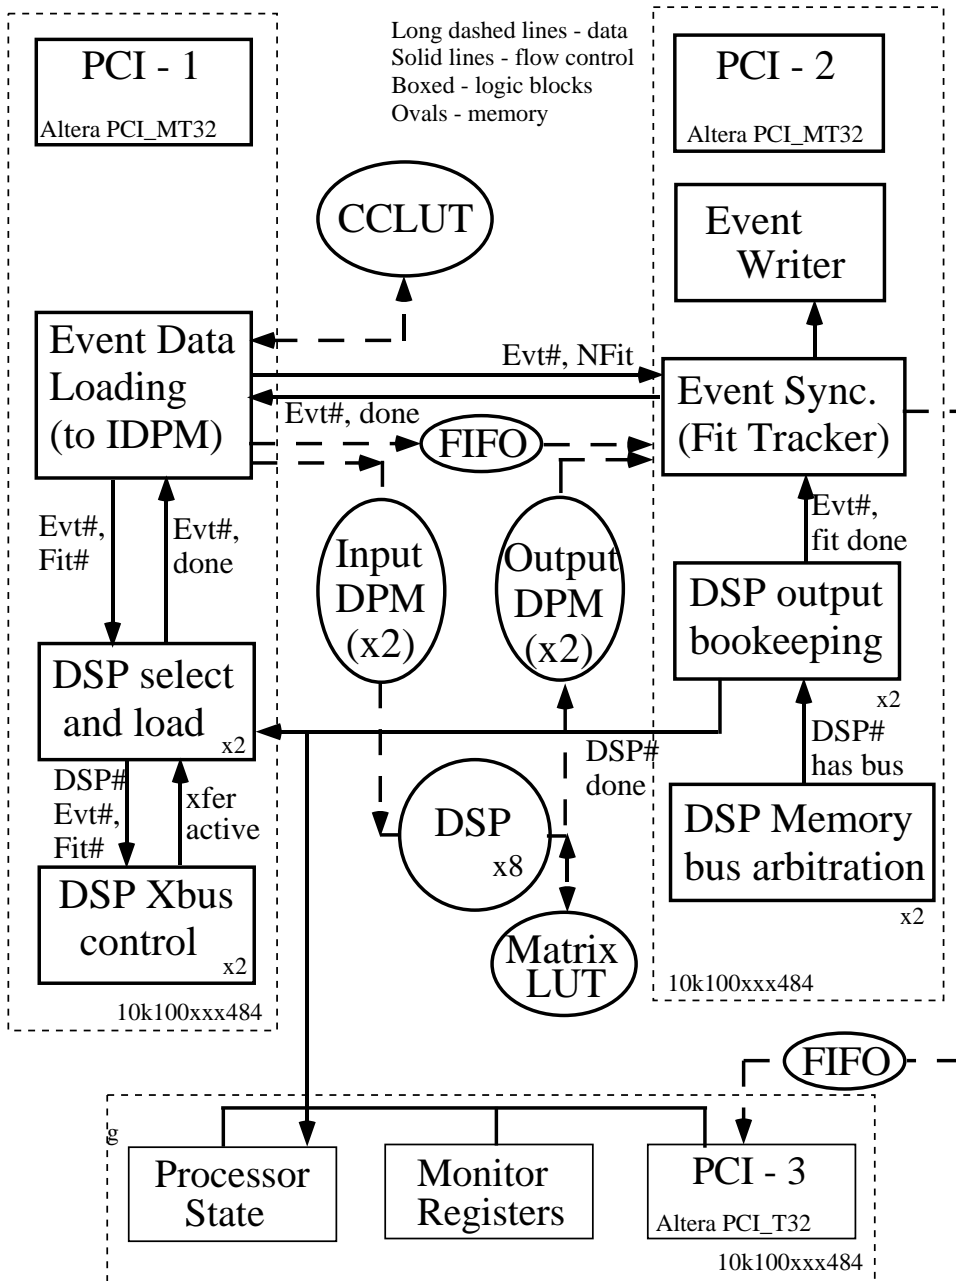 Long dashed lines - data
Solid lines - flow control
Boxed - logic blocks
Ovals - memory
PCI - 1
Altera PCI_MT32
PCI - 2
Altera PCI_MT32
CCLUT
Event
Writer
Event Data
Loading
(to IDPM)
Evt#, NFit
Evt#, done
FIFO
Event Sync.
(Fit Tracker)
Evt#,
Fit#
Evt#,
done
Input
DPM
(x2)
Output
DPM
(x2)
Evt#,
fit done
DSP output
bookeeping
x2
DSP select
and load
x2
DSP#
done
DSP#
has bus
DSP#
Evt#,
Fit#
xfer
active
DSP
x8
DSP Memory
bus arbitration
x2
DSP Xbus
control
x2
Matrix
LUT
10k100xxx484
10k100xxx484
FIFO
g
Processor
State
Monitor
Registers
PCI - 3
Altera PCI_T32
10k100xxx484